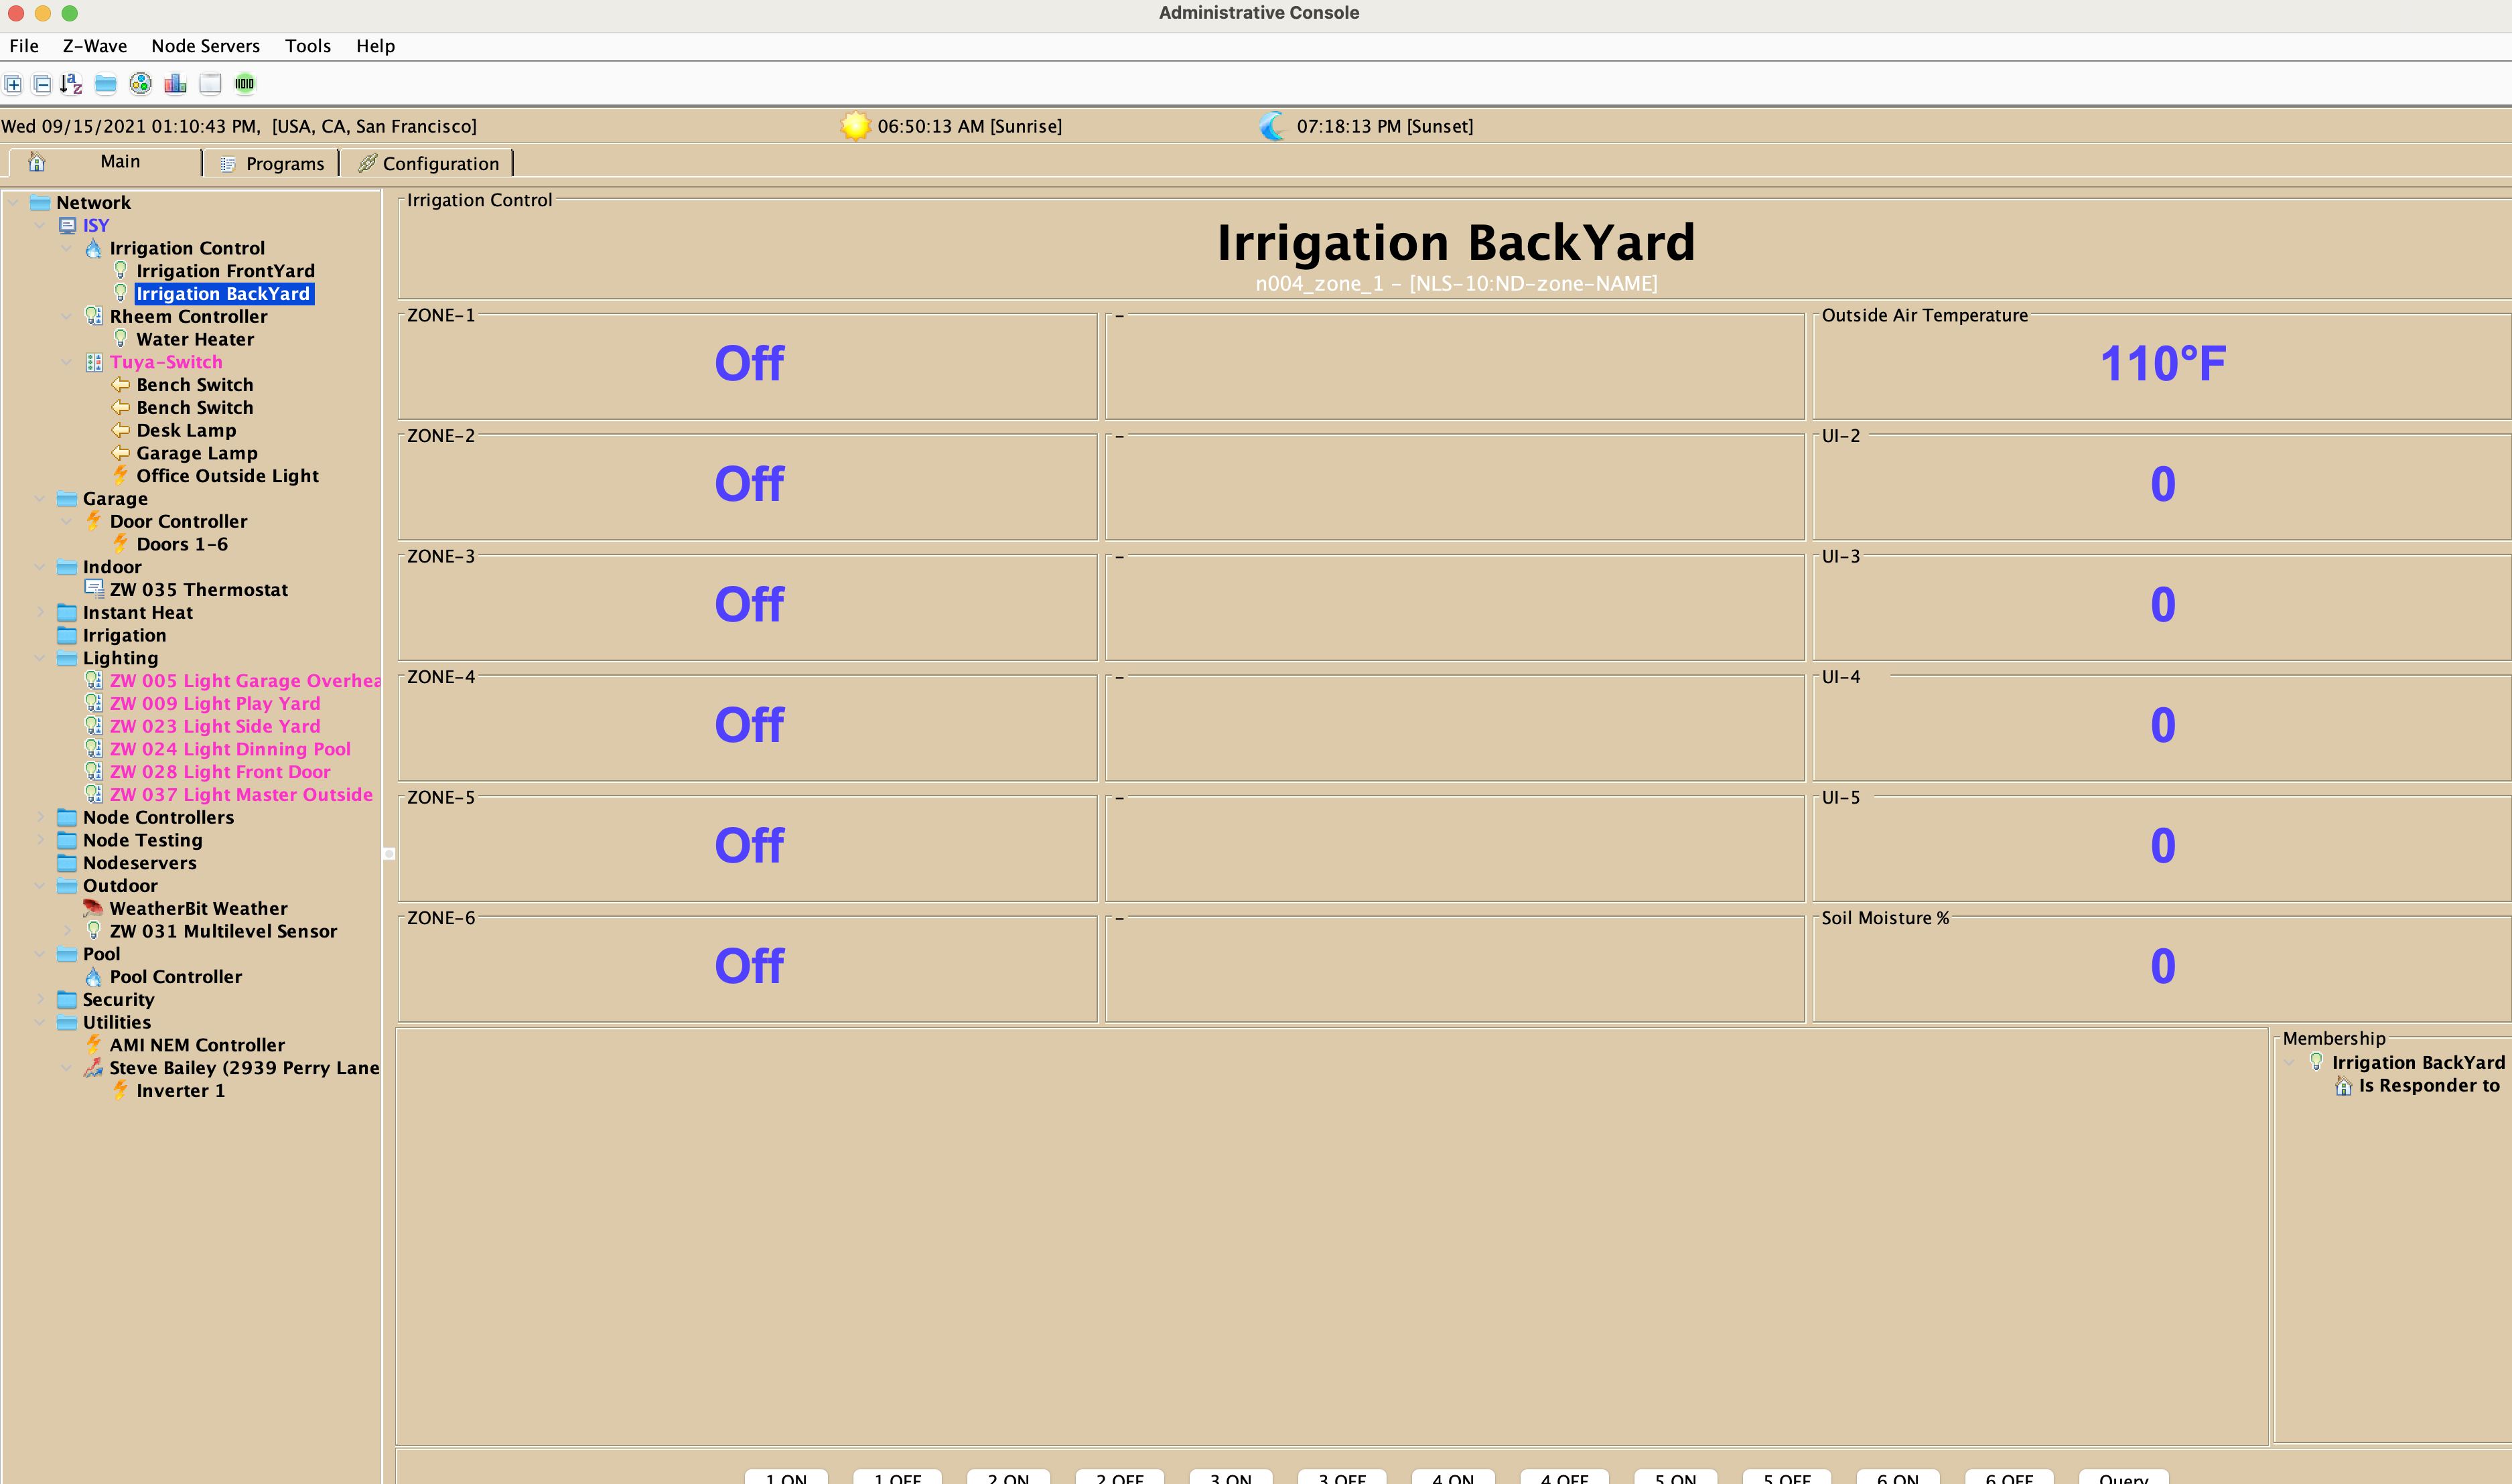 Administrative Console
File Z-Wave Node Servers Tools Help
Wed 09/15/2021 01:10:43 PM, [USA, CA, San Francisco] 06:50:13 AM [Sunrise] 07:18:13 PM [Sunset]
Main Programs Configuration
Network
ISY
Irrigation Control
Irrigation FrontYard
Irrigation BackYard
Rheem Controller
Water Heater
Tuya-Switch
Bench Switch
Bench Switch
Desk Lamp
Garage Lamp
Office Outside Light
Garage
Door Controller
Doors 1-6
Indoor
ZW 035 Thermostat
Instant Heat
Irrigation
Lighting
ZW 005 Light Garage Overhea
ZW 009 Light Play Yard
ZW 023 Light Side Yard
ZW 024 Light Dinning Pool
ZW 028 Light Front Door
ZW 037 Light Master Outside
Node Controllers
Node Testing
Nodeservers
Outdoor
WeatherBit Weather
ZW 031 Multilevel Sensor
Pool
Pool Controller
Security
Utilities
AMI NEM Controller
Steve Bailey (2939 Perry Lane
Inverter 1
Irrigation Control
Irrigation BackYard
n004_zone_1 - [NLS-10:ND-zone-NAME]
ZONE-1 - Outside Air Temperature
Off 110°F
ZONE-2 - UI-2
Off 0
ZONE-3 - UI-3
Off 0
ZONE-4 - UI-4
Off 0
ZONE-5 - UI-5
Off 0
ZONE-6 - Soil Moisture %
Off 0
Membership
Irrigation BackYard
Is Responder to
1 ON 1 OFF 2 ON 2 OFF 3 ON 3 OFF 4 ON 4 OFF 5 ON 5 OFF 6 ON 6 OFF Query